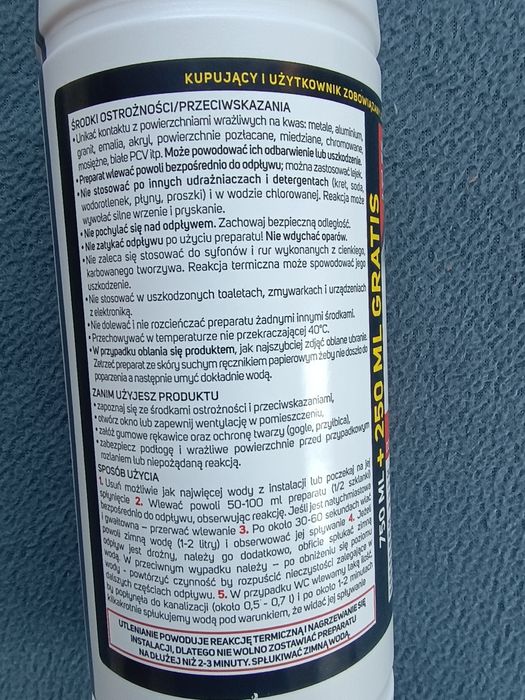 KUPUJĄCY I UŻYTKOWNIK ZOBOWIĄZANY
ŚRODKI OSTROŻNOŚCI/PRZECIWSKAZANIA
• Unikać kontaktu z powierzchniami wrażliwych na kwas: metale, aluminium,
granit, emalia, akryl, powierzchnie pozłacane, miedziane, chromowane,
mosiężne, białe PCV itp. Może powodować ich odbarwienie lub uszkodzenie.
• Preparat wlewać powoli bezpośrednio do odpływu; można zastosować lejek.
• Nie stosować po innych udrażniaczach i detergentach (kret, soda,
wodorotlenek, płyny, proszki) i w wodzie chlorowanej. Reakcja może
wywołać silne wrzenie i pryskanie.
• Nie pochylać się nad odpływem. Zachowaj bezpieczną odległość.
• Nie zatykać odpływu po użyciu preparatu! Nie wdychać oparów.
• Nie zaleca się stosować do syfonów i rur wykonanych z cienkiego,
karbowanego tworzywa. Reakcja termiczna może spowodować jego
uszkodzenie.
• Nie stosować w uszkodzonych toaletach, zmywarkach i urządzeniach
z elektroniką.
• Nie dolewać i nie rozcieńczać preparatu żadnymi innymi środkami.
• Przechowywać w temperaturze nie przekraczającej 40°C.
• W przypadku oblania się produktem, jak najszybciej zdjąć oblane ubranie.
Zetrzeć preparat ze skóry suchym ręcznikiem papierowym żeby nie doszło do
poparzenia a następnie umyć dokładnie wodą.
ZANIM UŻYJESZ PRODUKTU
• zapoznaj się ze środkami ostrożności i przeciwskazaniami,
• otwórz okno lub zapewnij wentylację w pomieszczeniu,
• załóż gumowe rękawice oraz ochronę twarzy (gogle, przyłbica),
• zabezpiecz podłogę i wrażliwe powierzchnie przed przypadkowym
rozlaniem lub niepożądaną reakcją.
SPOSÓB UŻYCIA
1. Usuń możliwie jak najwięcej wody z instalacji lub poczekaj na jej
spłynięcie 2. Wlewać powoli 50-100 ml preparatu (1/2 szklanki)
bezpośrednio do odpływu, obserwując reakcję. Jeśli jest natychmiastowa
i gwałtowna – przerwać wlewanie 3. Po około 30-60 sekundach wlać
powoli zimną wodę (1-2 litry) i obserwować jej spływanie 4. Jeżeli
odpływ jest drożny, należy go dodatkowo, obficie spłukać zimną
wodą. W przeciwnym wypadku należy – po obniżeniu się poziomu
wody – powtórzyć czynność by rozpuścić nieczystości zalegające w
dalszych częściach odpływu. 5. W przypadku WC wlewamy taką ilość,
by popłynęła do kanalizacji (około 0,5 - 0,7 l) i po około 1-2 minutach
kilkakrotnie spłukujemy wodą pod warunkiem, że widać jej spływanie
UTLENIANIE POWODUJE REAKCJĘ TERMICZNĄ I NAGRZEWANIE SIĘ
INSTALACJI, DLATEGO NIE WOLNO ZOSTAWIAĆ PREPARATU
NA DŁUŻEJ NIŻ 2-3 MINUTY. SPŁUKIWAĆ ZIMNĄ WODĄ.
750 ML + 250 ML GRATIS